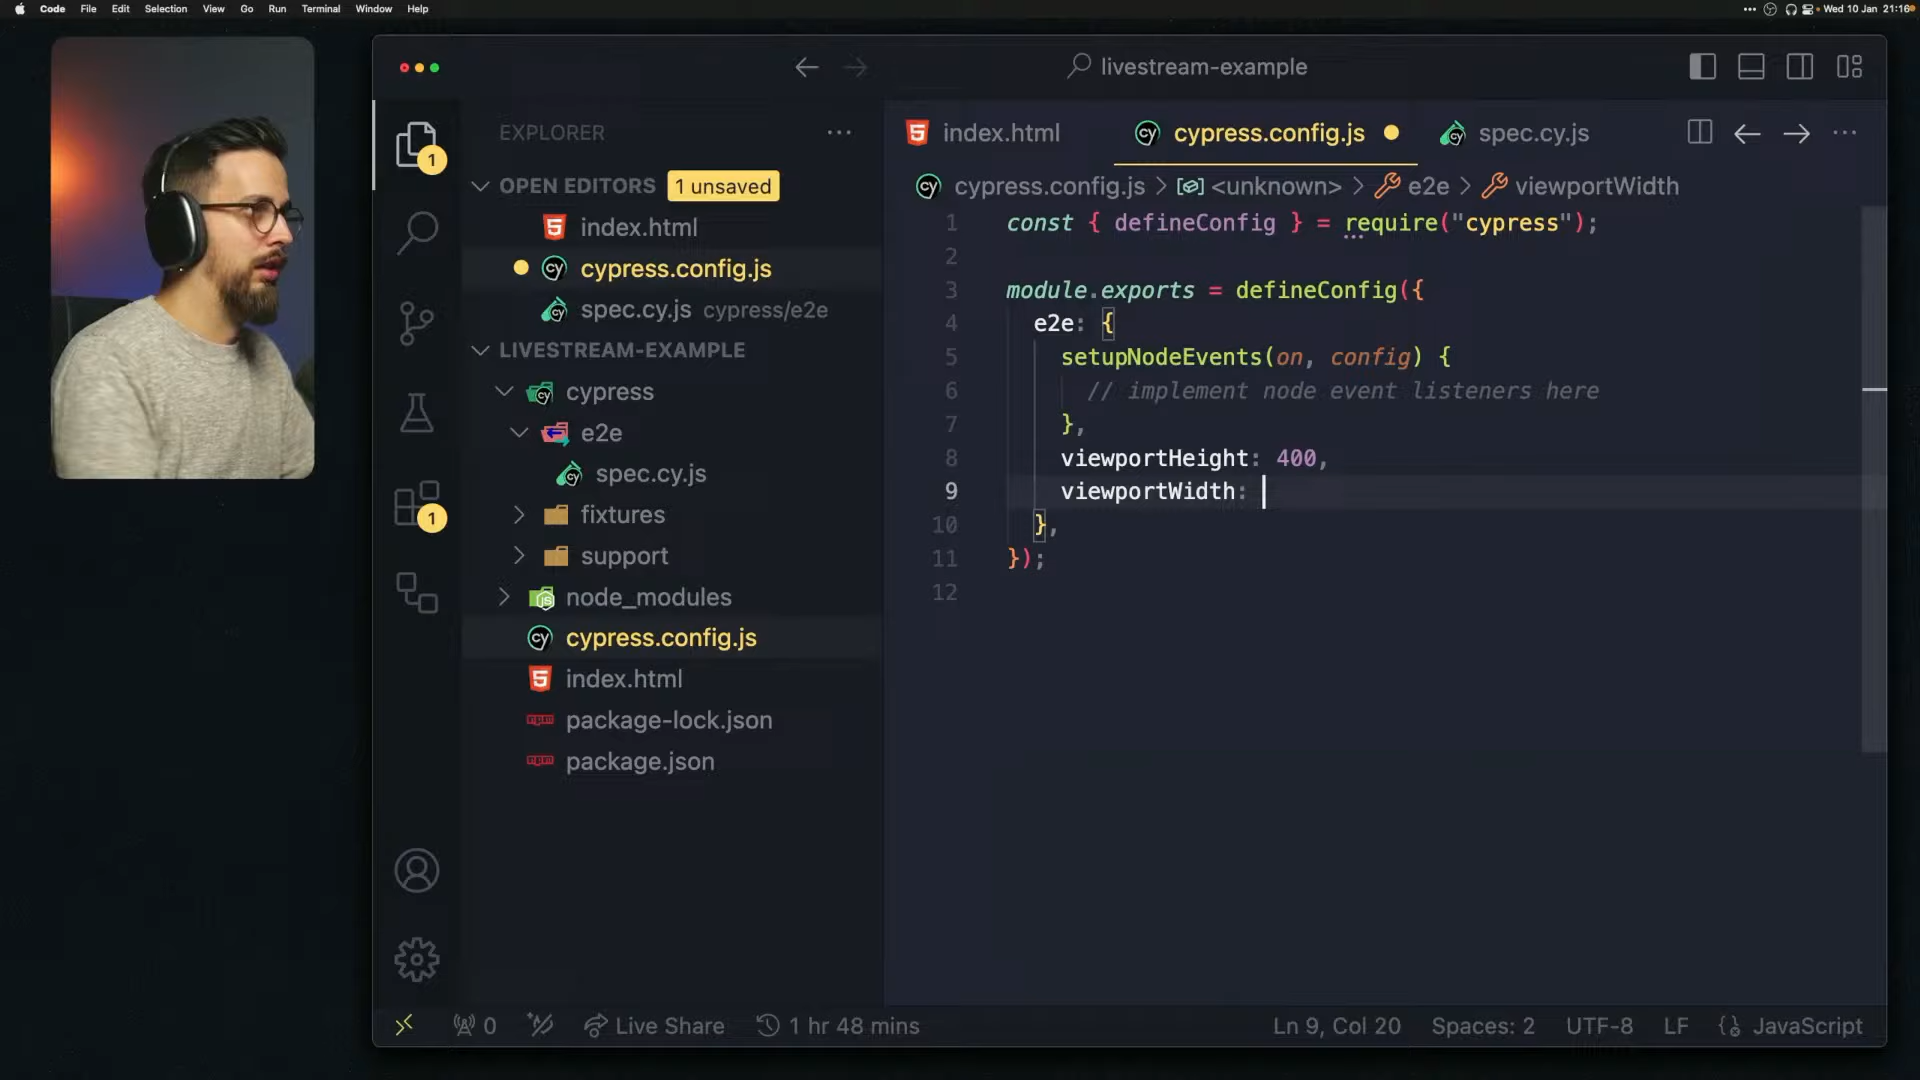 Code File Edit Selection View Go Run Terminal Window Help
Wed 10 Jan 21:16
livestream-example
EXPLORER
OPEN EDITORS 1 unsaved
index.html
cypress.config.js
spec.cy.js cypress/e2e
LIVESTREAM-EXAMPLE
cypress
e2e
spec.cy.js
fixtures
support
node_modules
cypress.config.js
index.html
package-lock.json
package.json
1
1
index.html cypress.config.js spec.cy.js
cypress.config.js > <unknown> > e2e > viewportWidth
1 const { defineConfig } = require("cypress");
2
3 module.exports = defineConfig({
4 e2e: {
5 setupNodeEvents(on, config) {
6 // implement node event listeners here
7 },
8 viewportHeight: 400,
9 viewportWidth:
10 },
11 });
12
0 Live Share 1 hr 48 mins Ln 9, Col 20 Spaces: 2 UTF-8 LF JavaScript